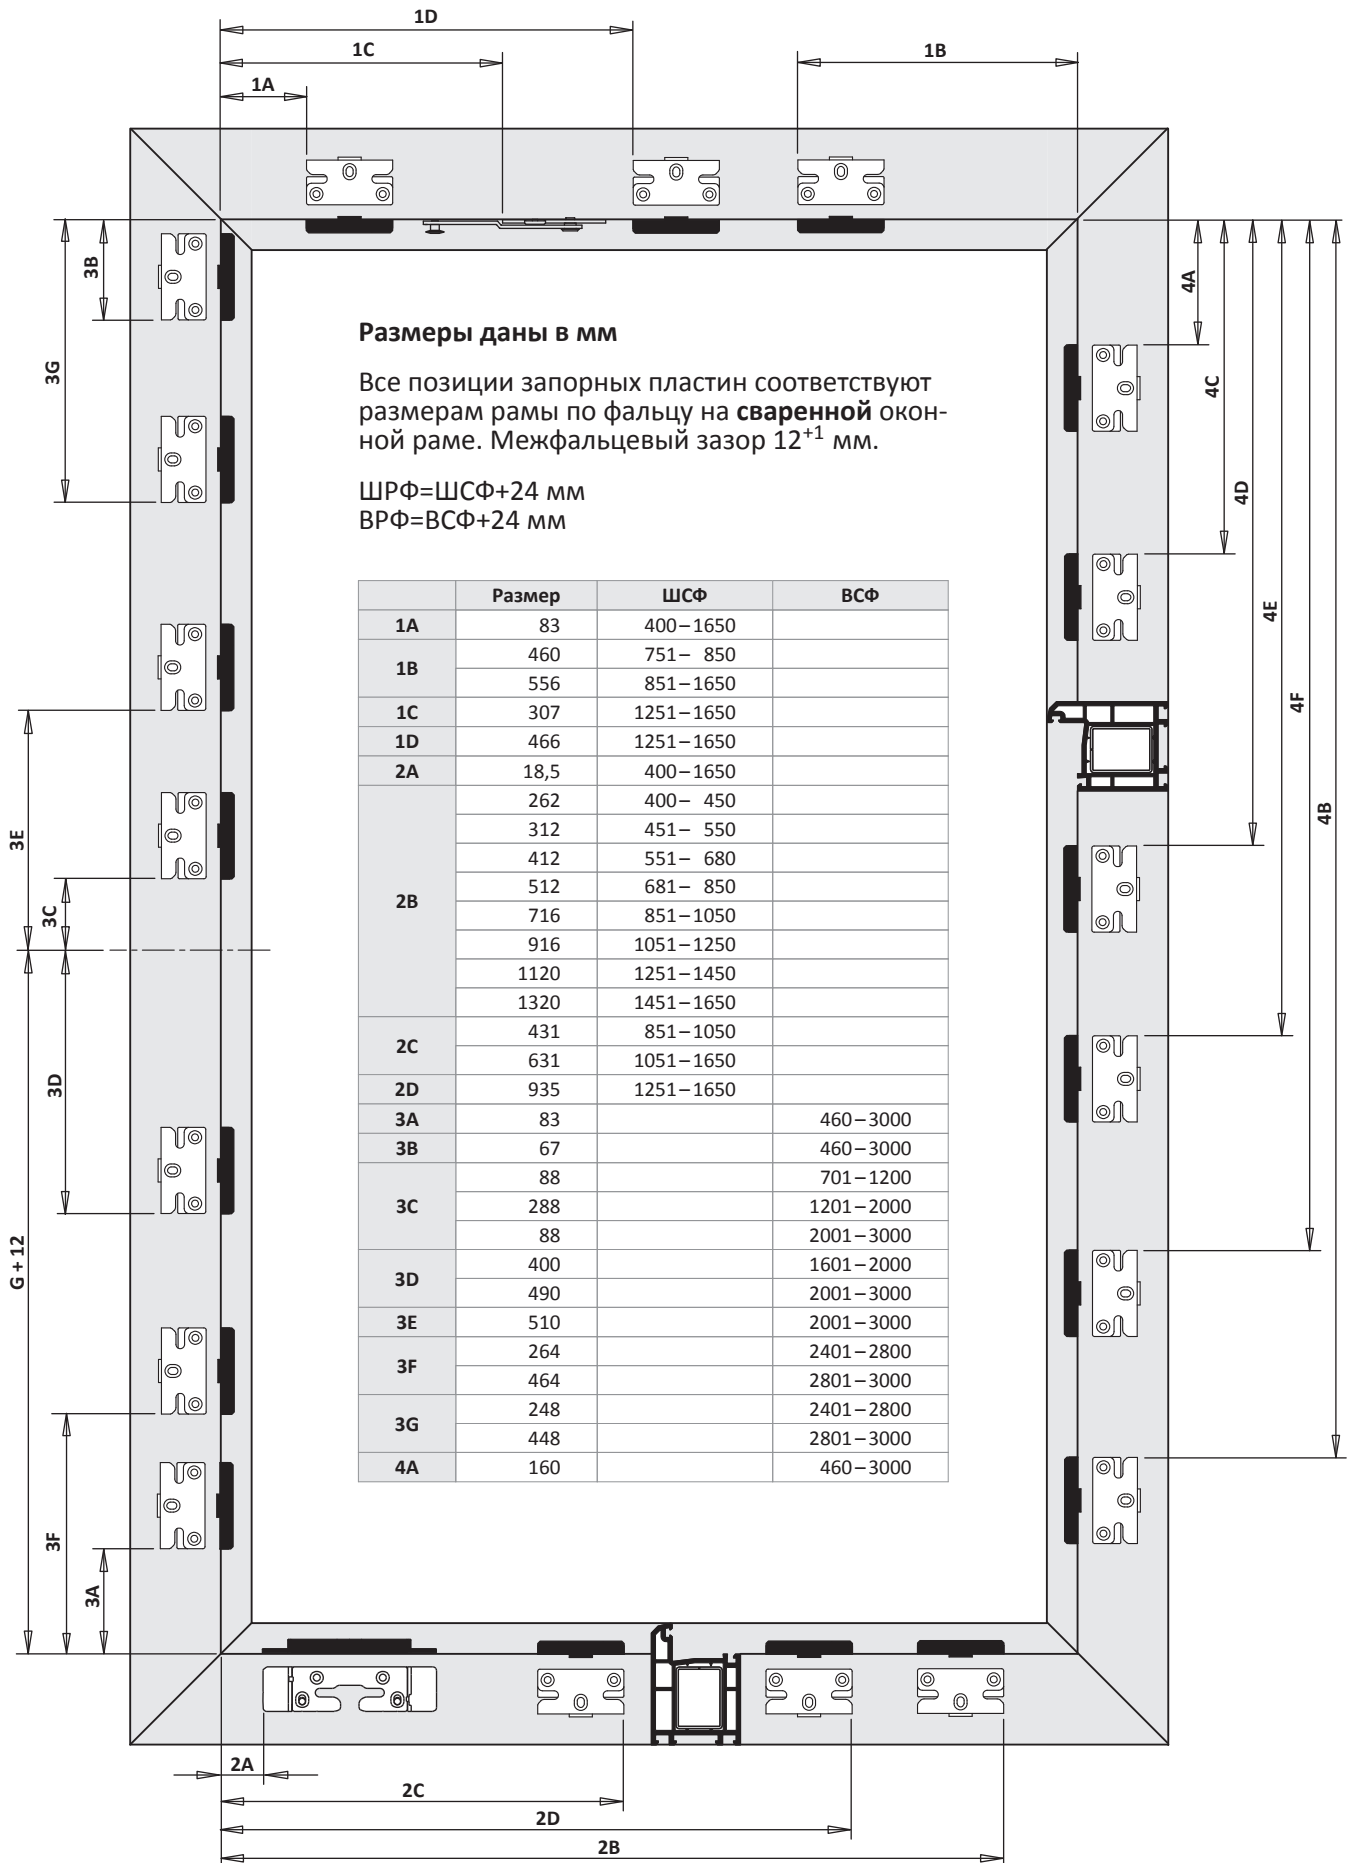 1D
1C
1B
1A
3B
3G
4A
4C
4D
4E
4F
4B
Размеры даны в мм
Все позиции запорных пластин соответствуют
размерам рамы по фальцу на сваренной окон-
ной раме. Межфальцевый зазор 12+1 мм.
ШРФ=ШСФ+24 мм
ВРФ=ВСФ+24 мм
Размер ШСФ ВСФ
1A 83 400–1650
1B 460 751– 850
556 851–1650
1C 307 1251–1650
1D 466 1251–1650
2A 18,5 400–1650
2B 262 400– 450
312 451– 550
412 551– 680
512 681– 850
716 851–1050
916 1051–1250
1120 1251–1450
1320 1451–1650
2C 431 851–1050
631 1051–1650
2D 935 1251–1650
3A 83 460–3000
3B 67 460–3000
3C 88 701–1200
288 1201–2000
88 2001–3000
3D 400 1601–2000
490 2001–3000
3E 510 2001–3000
3F 264 2401–2800
464 2801–3000
3G 248 2401–2800
448 2801–3000
4A 160 460–3000
3E
3C
3D
G + 12
3F
3A
2A
2C
2D
2B